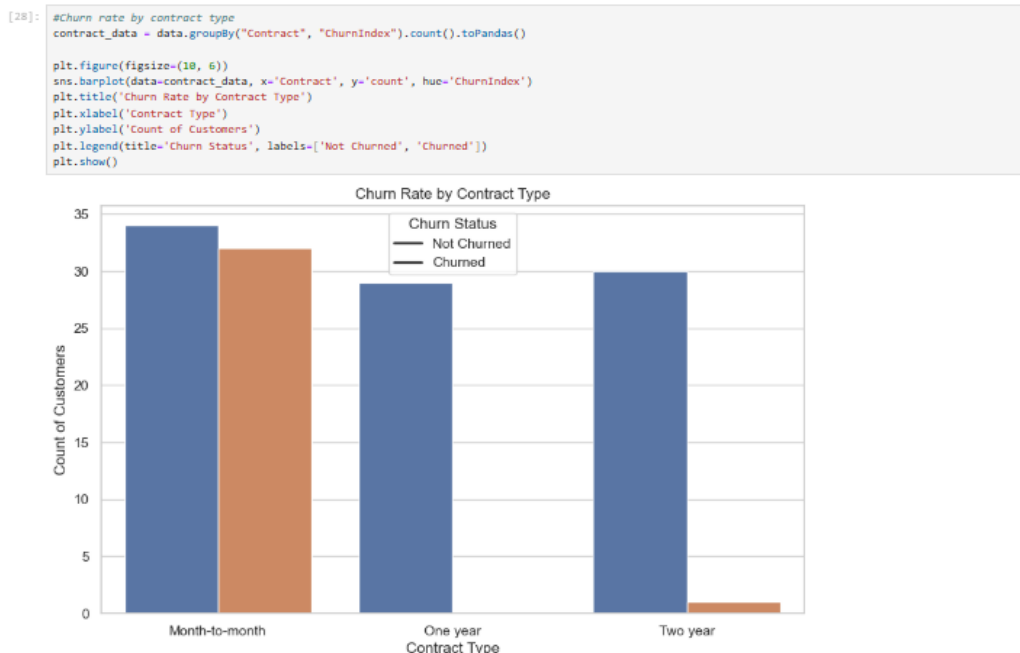 [28]:
#Churn rate by contract type
contract_data = data.groupBy("Contract", "ChurnIndex").count().toPandas()
plt.figure(figsize=(10, 6))
sns.barplot(data=contract_data, x='Contract', y='count', hue='ChurnIndex')
plt.title('Churn Rate by Contract Type')
plt.xlabel('Contract Type')
plt.ylabel('Count of Customers')
plt.legend(title='Churn Status', labels=['Not Churned', 'Churned'])
plt.show()
Churn Rate by Contract Type
Churn Status
Not Churned
Churned
Count of Customers
35
30
25
20
15
10
5
0
Month-to-month
One year
Two year
Contract Type